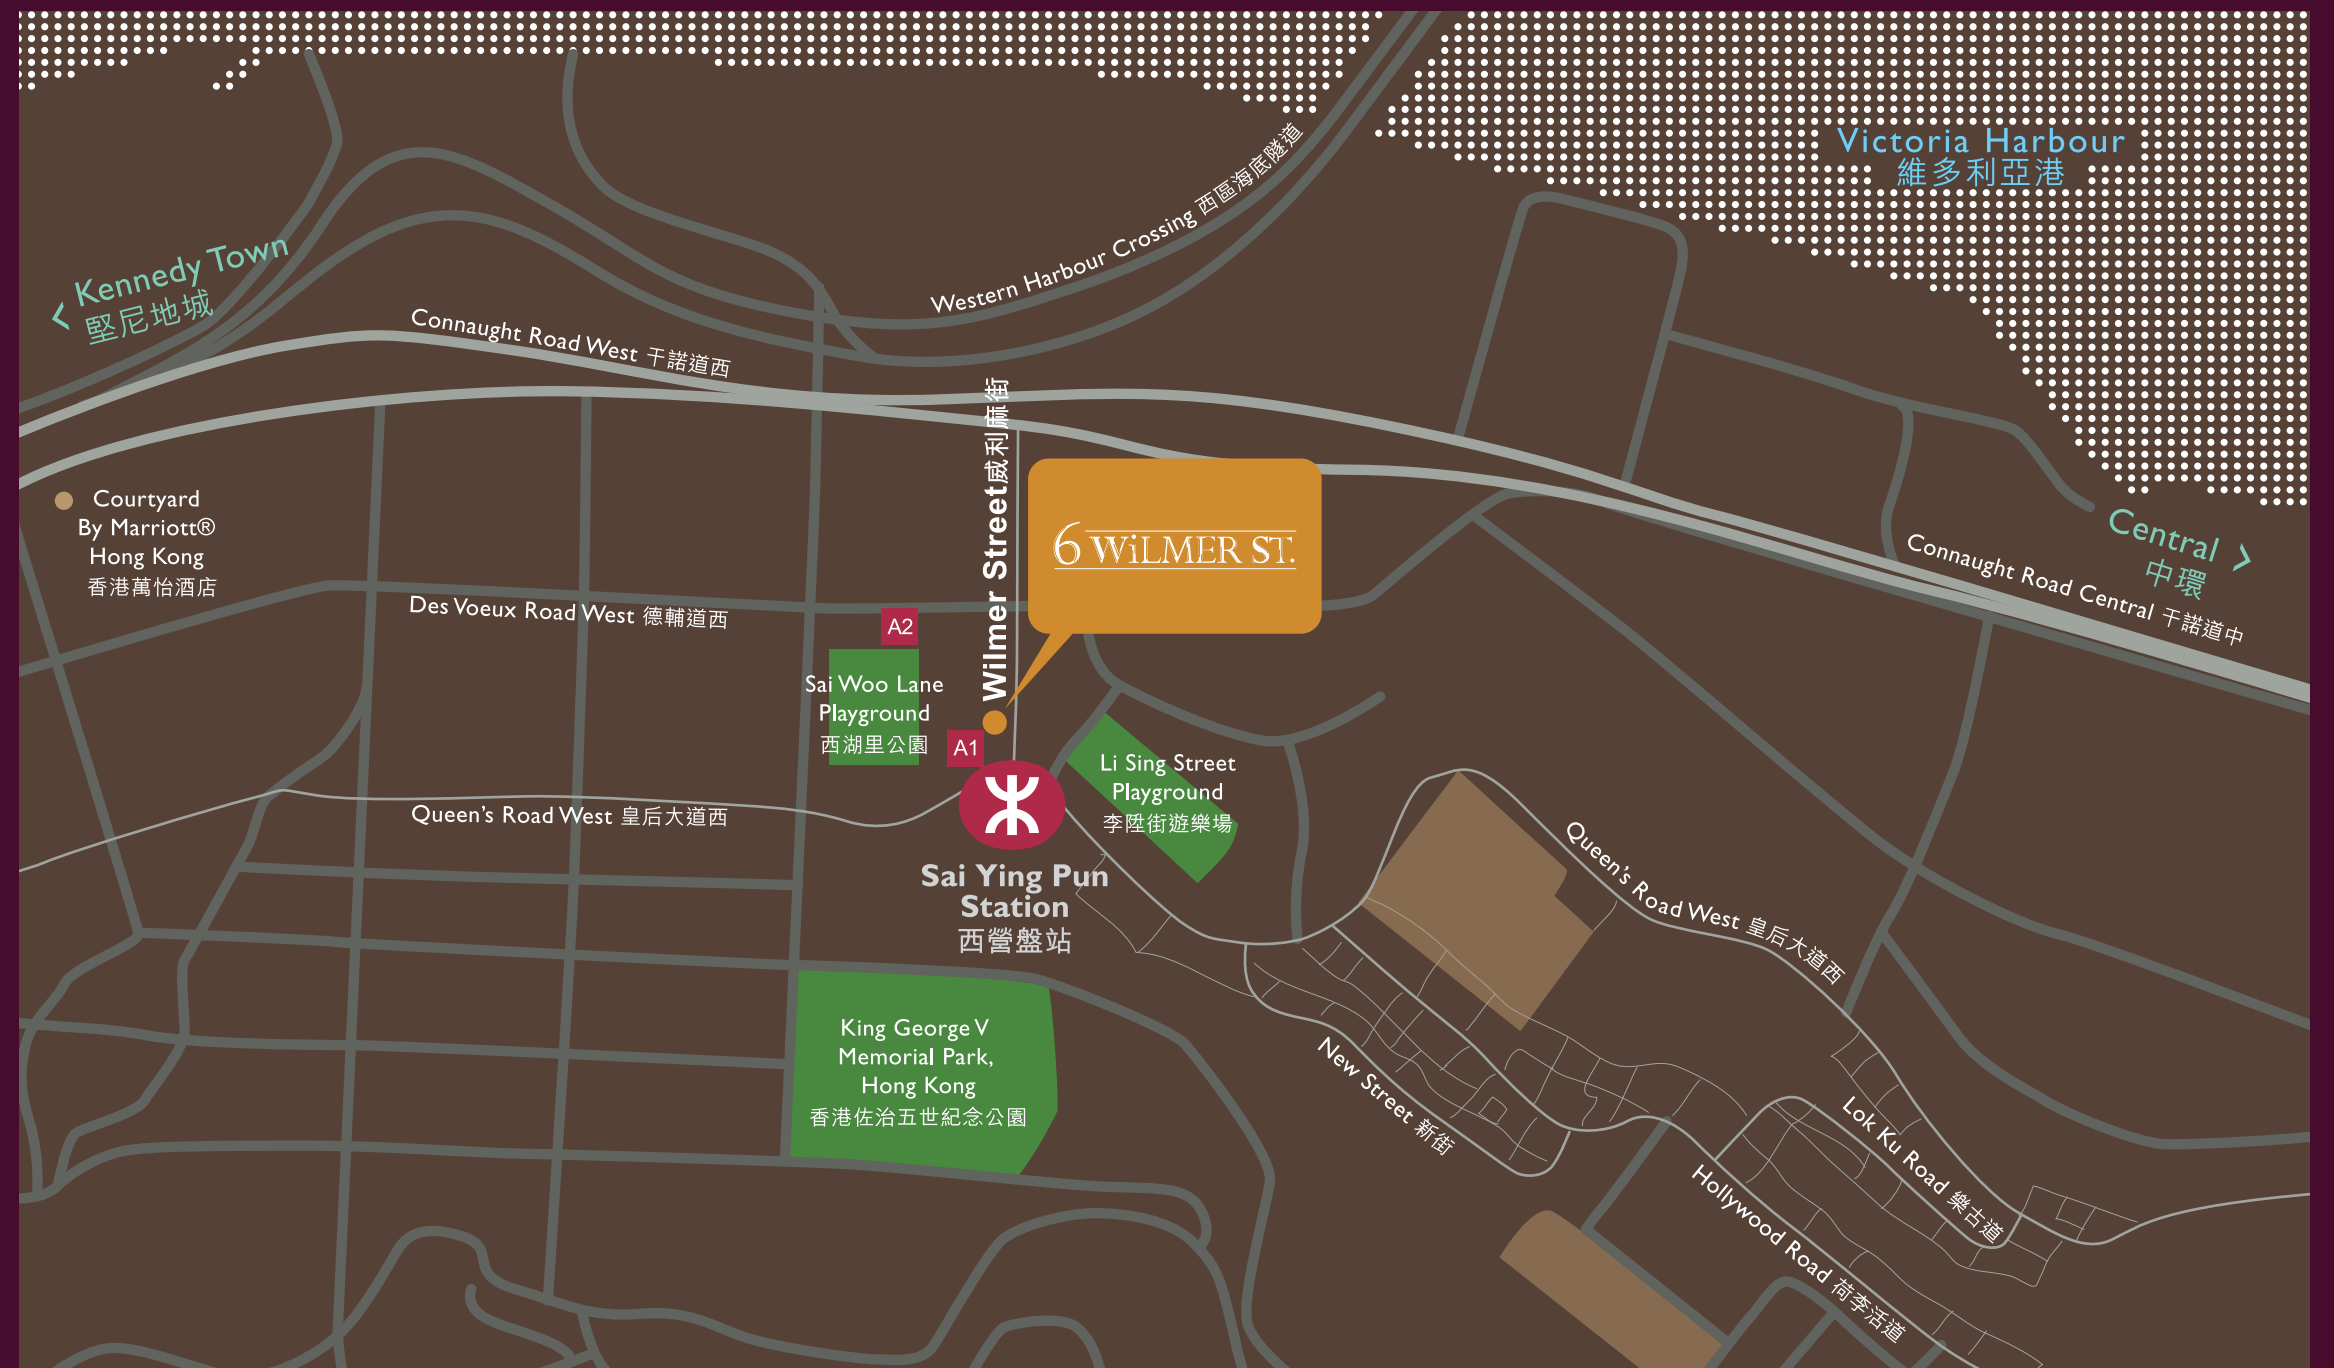 Victoria Harbour
維多利亞港
Western Harbour Crossing 西區海底隧道
Kennedy Town
堅尼地城
Connaught Road West 干諾道西
Wilmer Street威利麻街
6 WiLMER ST.
Courtyard
By Marriott®
Hong Kong
香港萬怡酒店
Central
中環
Connaught Road Central 干諾道中
Des Voeux Road West 德輔道西
A2
Sai Woo Lane
Playground
西湖里公園
A1
Li Sing Street
Playground
李陞街遊樂場
Queen's Road West 皇后大道西
Sai Ying Pun
Station
西營盤站
Queen's Road West 皇后大道西
King George V
Memorial Park,
Hong Kong
香港佐治五世紀念公園
New Street 新街
Lok Ku Road 樂古道
Hollywood Road 荷李活道